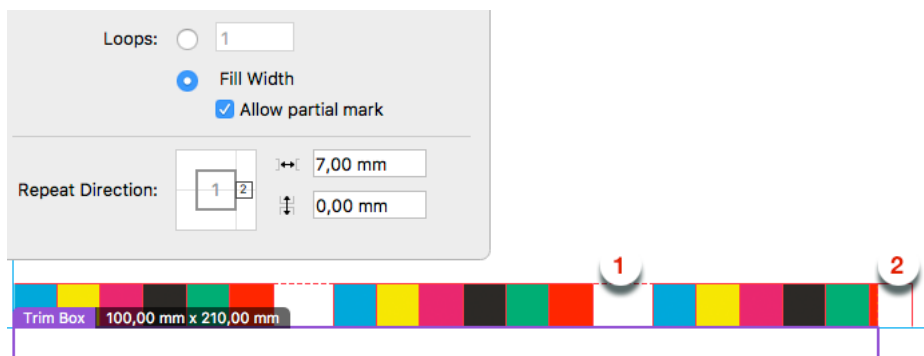 Loops: 1
Fill Width
Allow partial mark
7,00 mm
Repeat Direction: 1 2
0,00 mm
1 2
Trim Box 100,00 mm x 210,00 mm